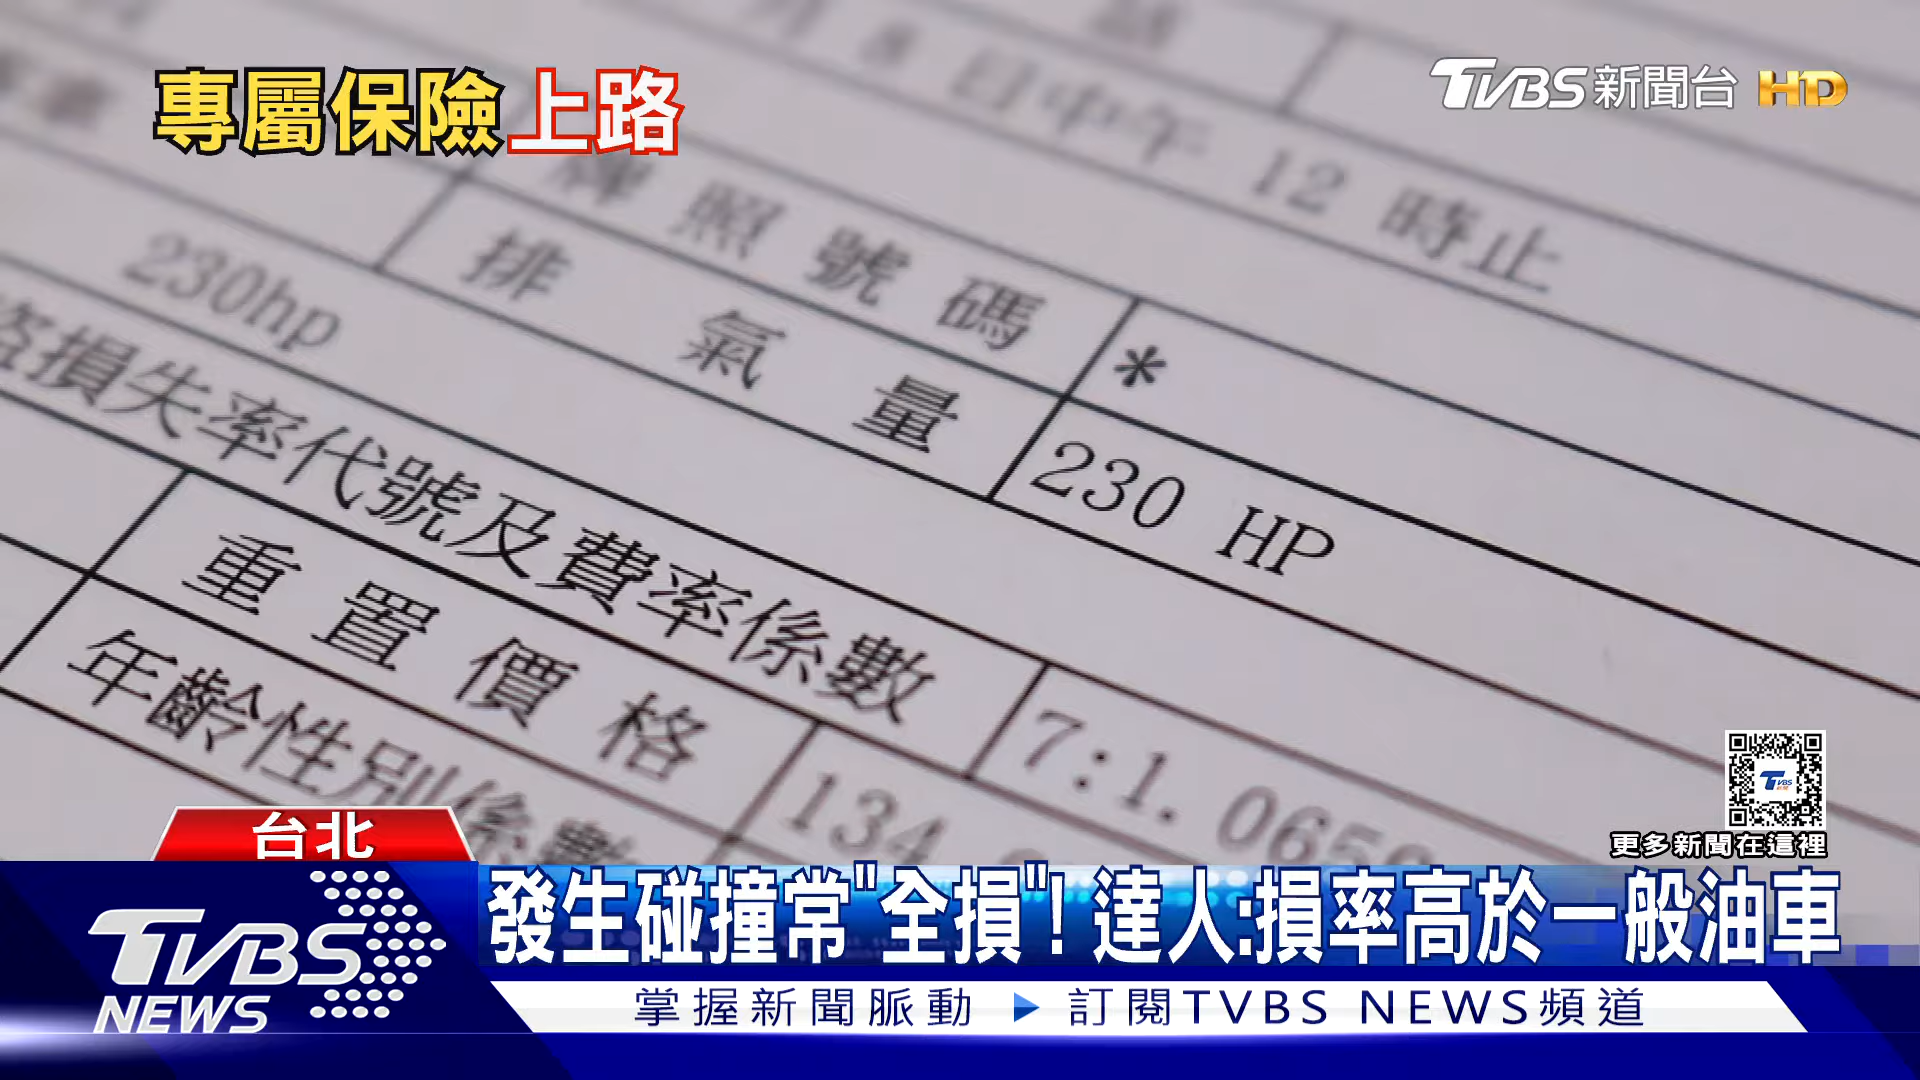 專屬保險上路
TVBS新聞台 HD
8 日中午 12 時止
牌照號碼 *
230hp 排氣量 230 HP
盜損失率代號及費率係數 7:1.065
重置價格 134
年齡性別係數
更多新聞在這裡
台北
發生碰撞常"全損"! 達人:損率高於一般油車
TVBS NEWS
掌握新聞脈動 ▶ 訂閱TVBS NEWS頻道